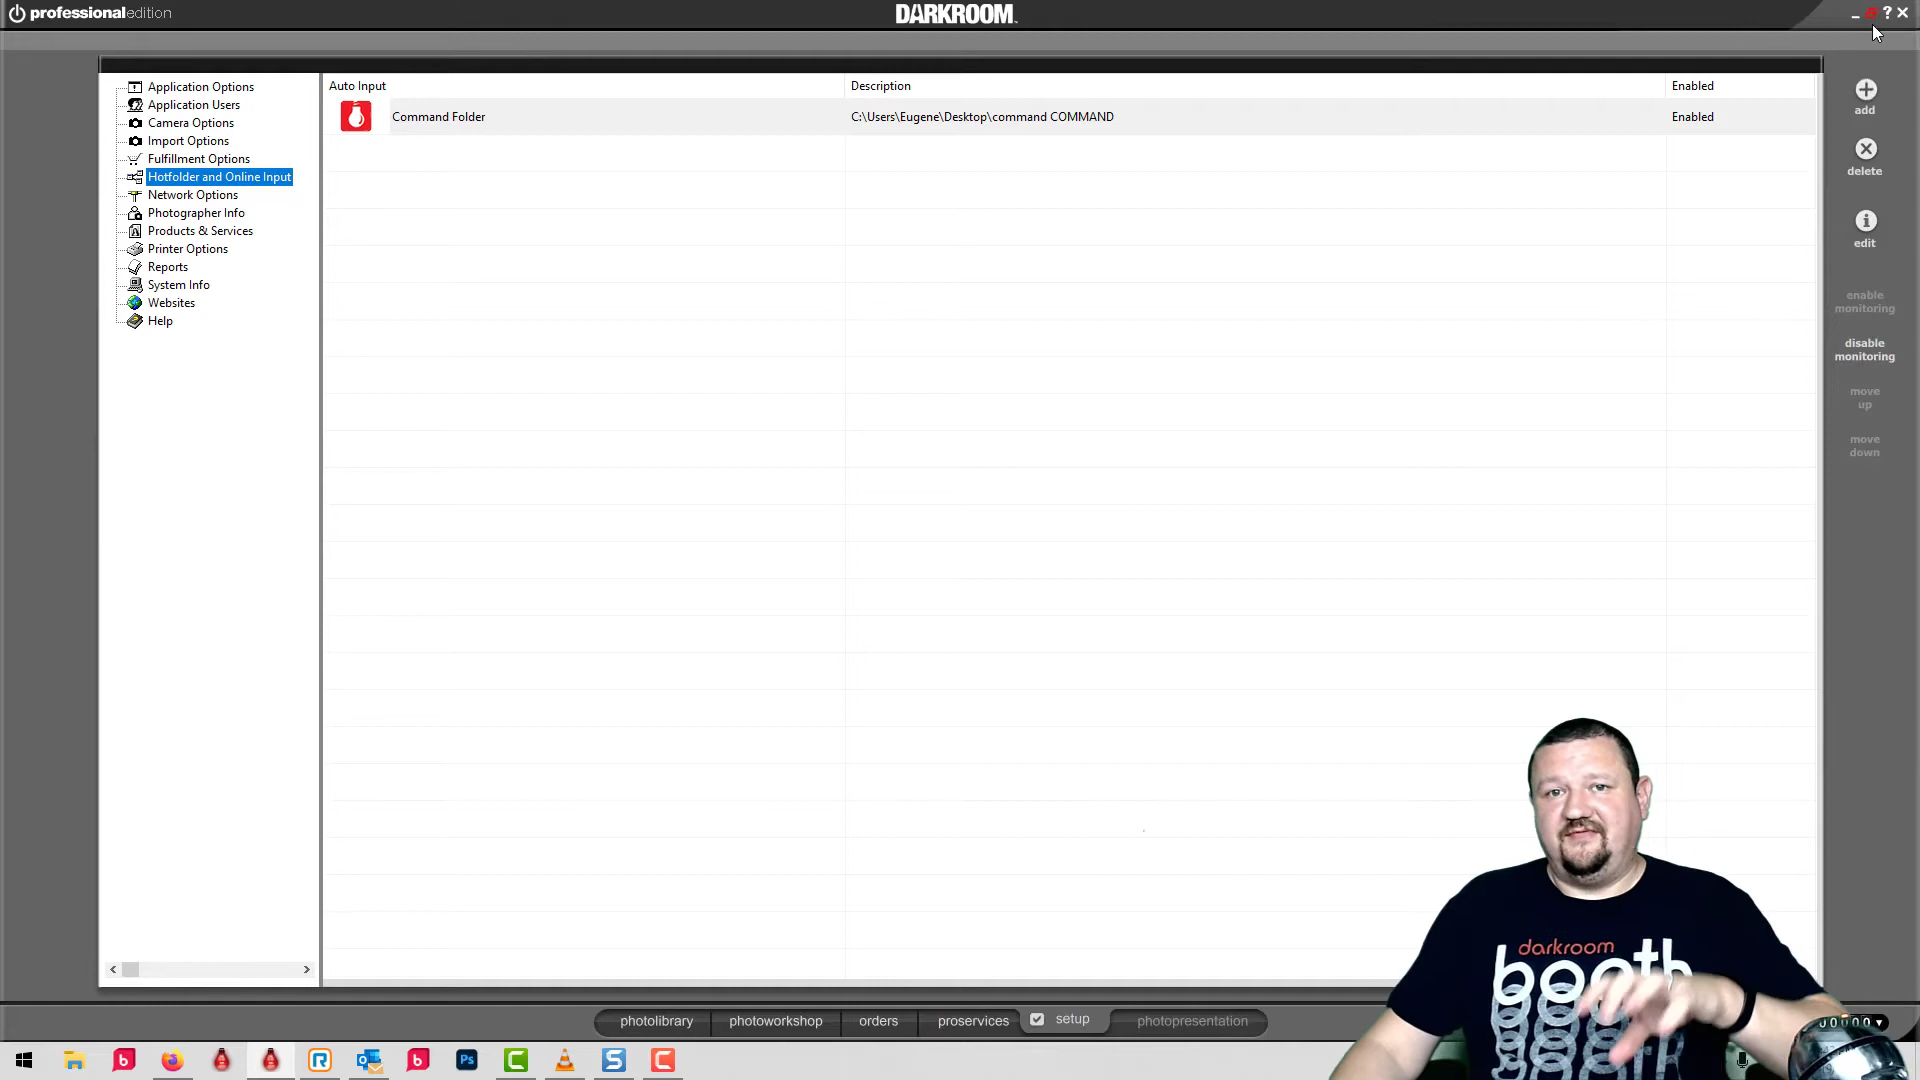 professionaledition
DARKROOM
?
Application Options
Application Users
Camera Options
Import Options
Fulfillment Options
Hotfolder and Online Input
Network Options
Photographer Info
Products & Services
Printer Options
Reports
System Info
Websites
Help
Auto Input Description Enabled
Command Folder C:\Users\Eugene\Desktop\command COMMAND Enabled
add
delete
edit
enable
monitoring
disable
monitoring
move
up
move
down
darkroom
booth
photolibrary photoworkshop orders proservices setup photopresentation
00000
b R b Ps C S C